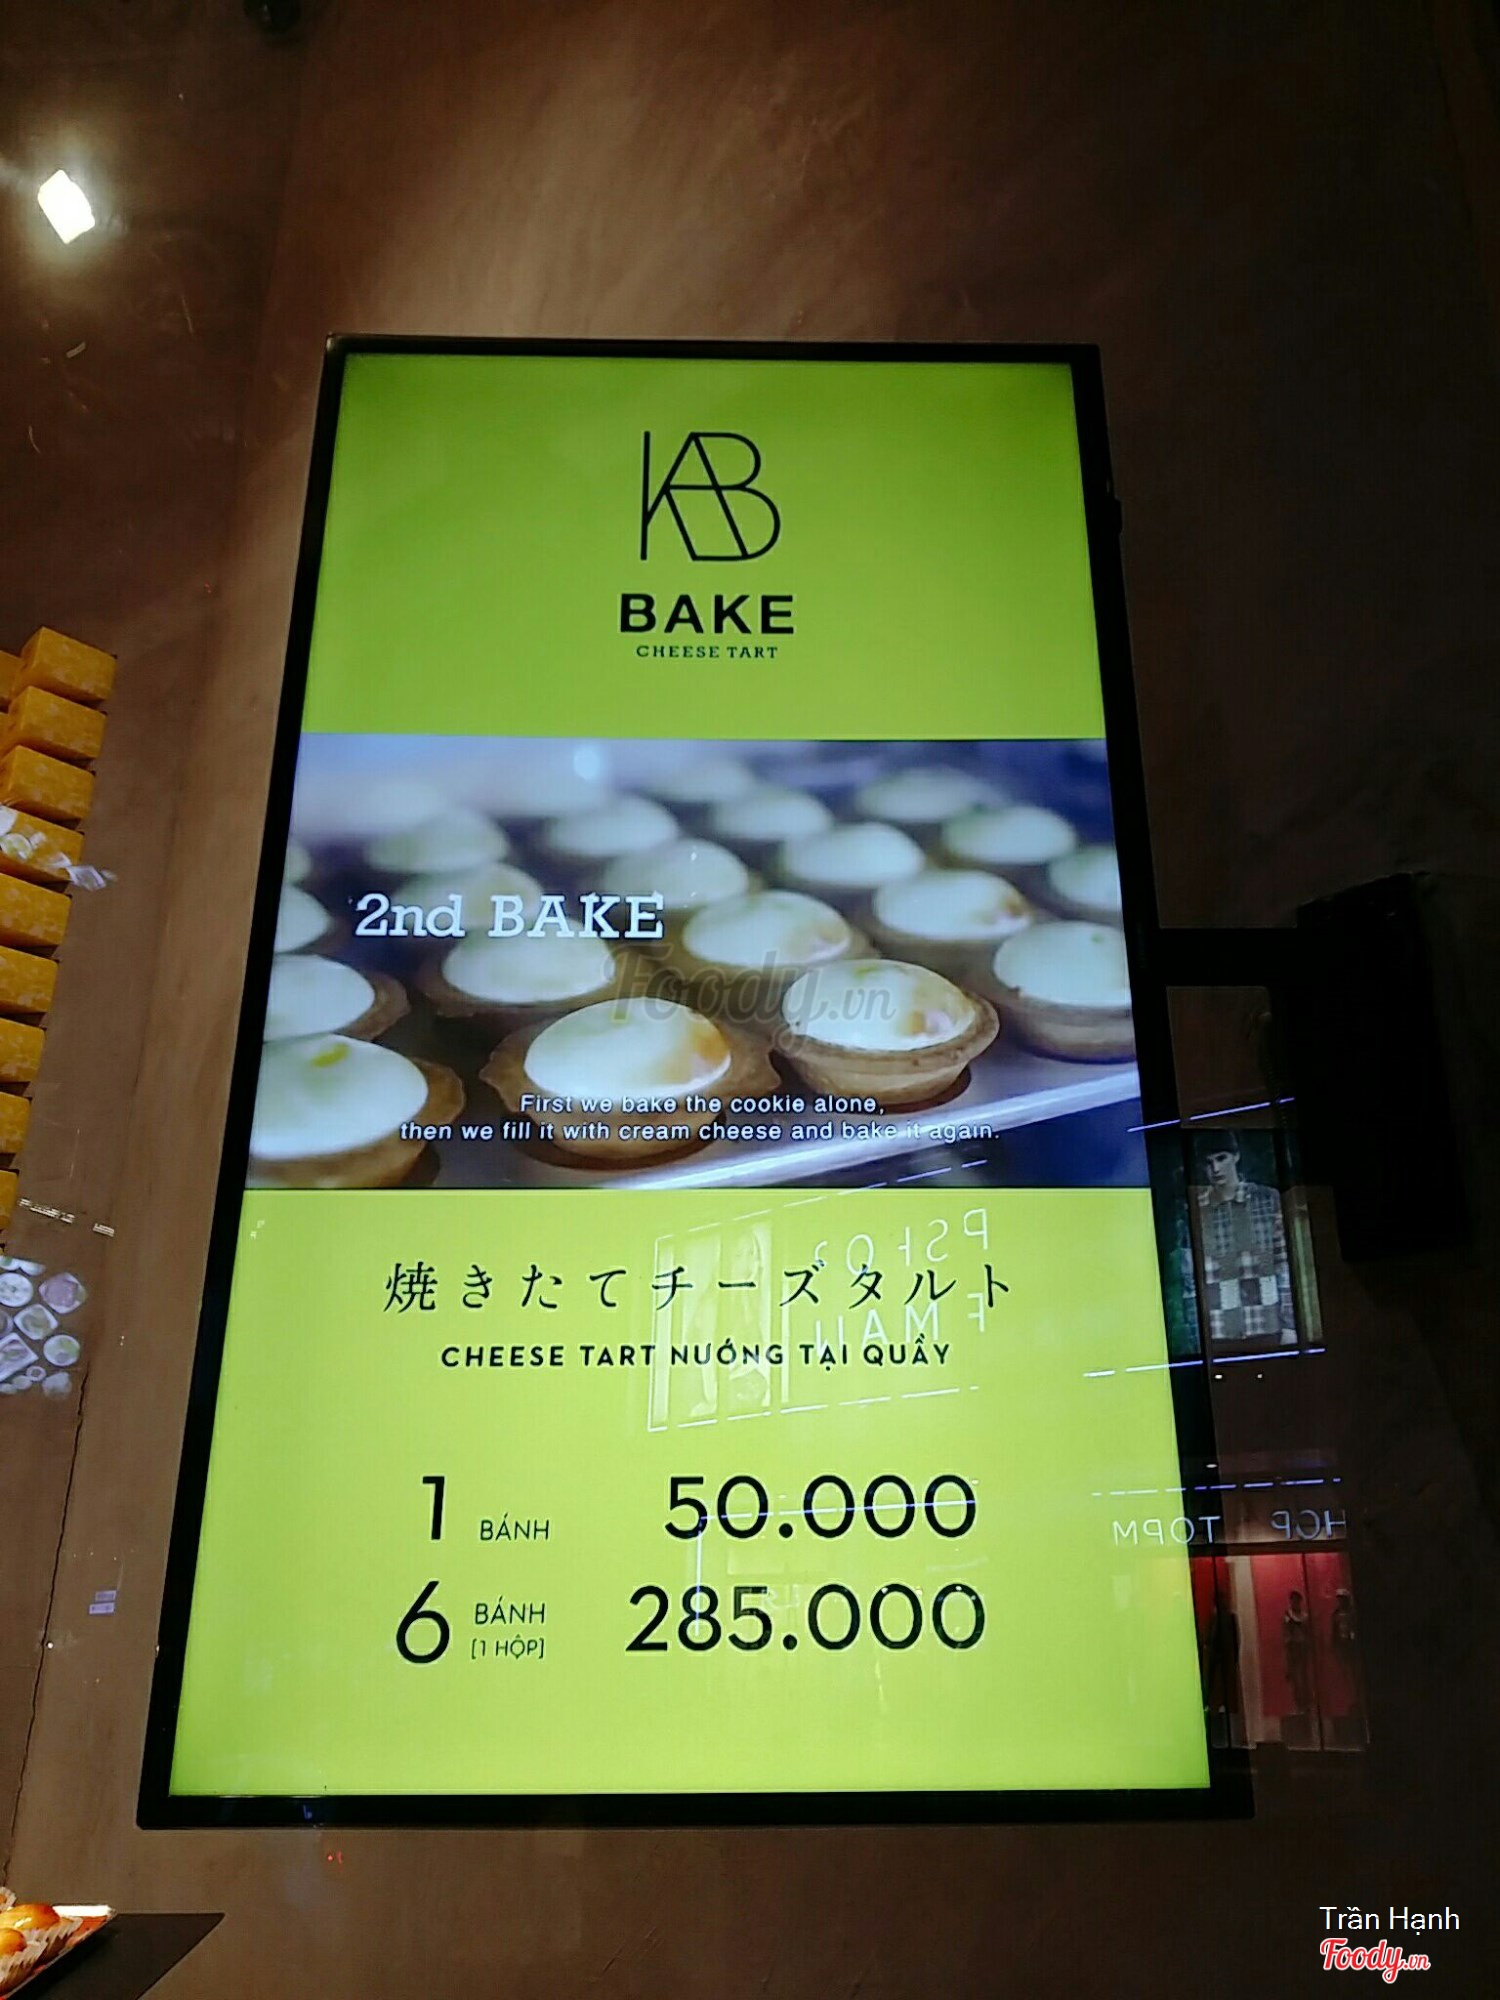 BAKE
CHEESE TART
2nd BAKE
Foody.vn
First we bake the cookie alone,
then we fill it with cream cheese and bake it again.
焼きたてチーズタルト
CHEESE TART NƯỚNG TẠI QUẦY
1 BÁNH 50.000
6 BÁNH 285.000
[1 HỘP]
Trần Hạnh
Foody.vn